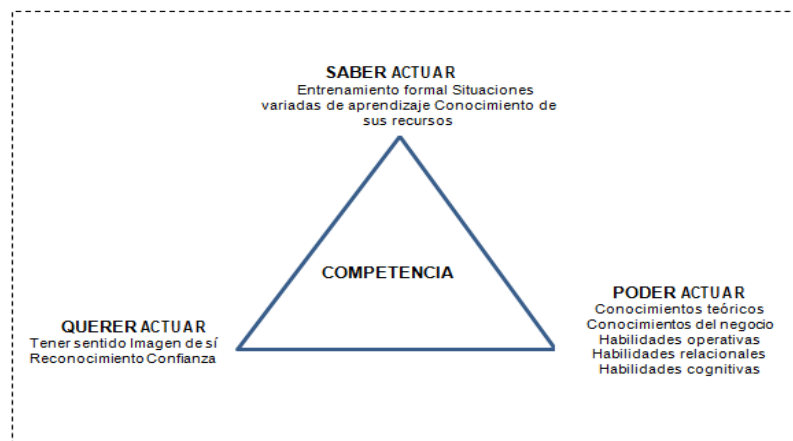 SABER ACTUAR
Entrenamiento formal Situaciones
variadas de aprendizaje Conocimiento de
sus recursos
COMPETENCIA
QUERER ACTUAR
Tener sentido Imagen de sí
Reconocimiento Confianza
PODER ACTUAR
Conocimientos teóricos
Conocimientos del negocio
Habilidades operativas
Habilidades relacionales
Habilidades cognitivas